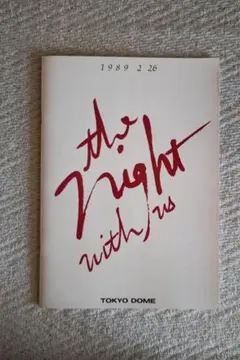 1989 2 26
the
Night
with us
TOKYO DOME